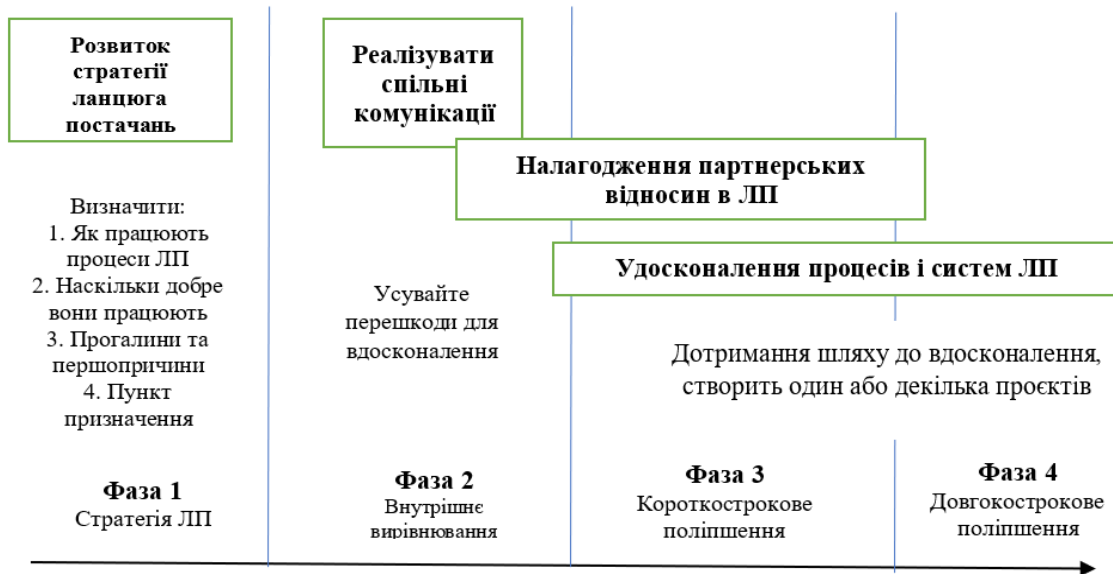 Розвиток
стратегії
ланцюга
постачань
Реалізувати
спільні
комунікації
Налагодження партнерських
відносин в ЛП
Удосконалення процесів і систем ЛП
Визначити:
1. Як працюють
процеси ЛП
2. Наскільки добре
вони працюють
3. Прогалини та
першопричини
4. Пункт
призначення
Усувайте
перешкоди для
вдосконалення
Дотримання шляху до вдосконалення,
створить один або декілька проєктів
Фаза 1
Стратегія ЛП
Фаза 2
Внутрішнє
вирівнювання
Фаза 3
Короткострокове
поліпшення
Фаза 4
Довгокострокове
поліпшення